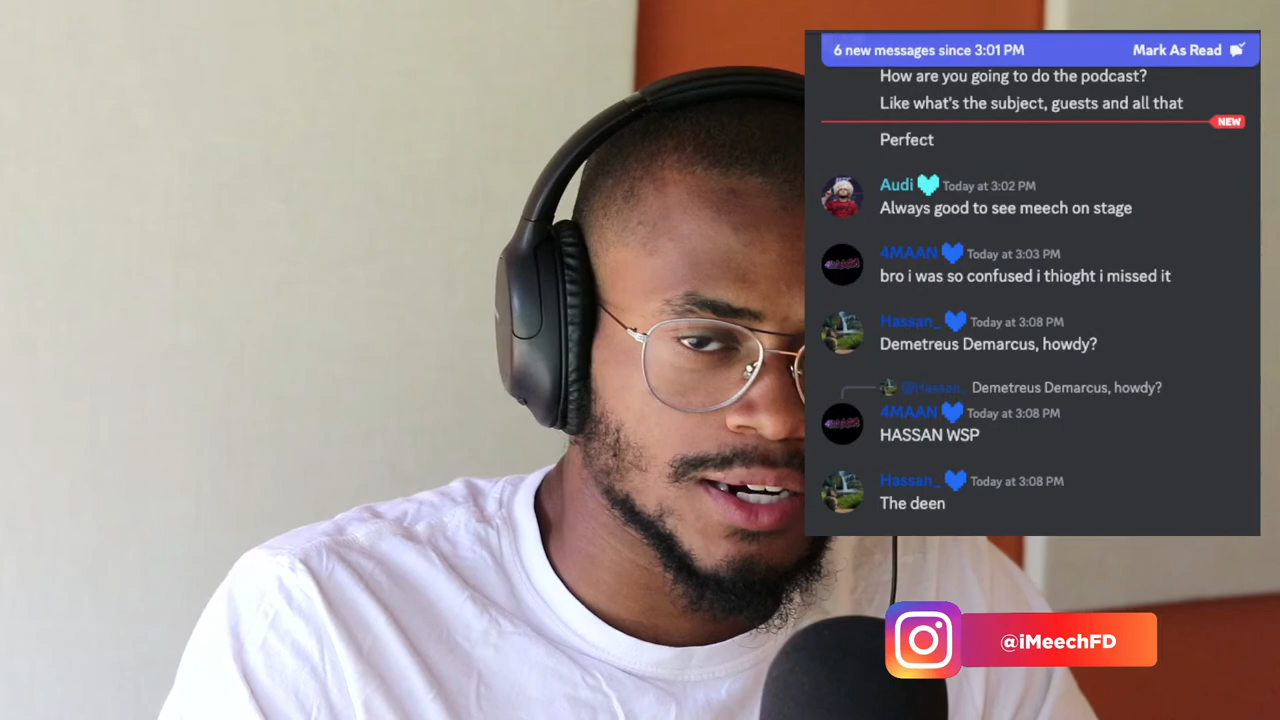 6 new messages since 3:01 PM Mark As Read
How are you going to do the podcast?
Like what's the subject, guests and all that
NEW
Perfect
Audi Today at 3:02 PM
Always good to see meech on stage
4MAAN Today at 3:03 PM
bro i was so confused i thioght i missed it
Hassan_ Today at 3:08 PM
Demetreus Demarcus, howdy?
@Hassan_ Demetreus Demarcus, howdy?
4MAAN Today at 3:08 PM
HASSAN WSP
Hassan_ Today at 3:08 PM
The deen
@iMeechFD